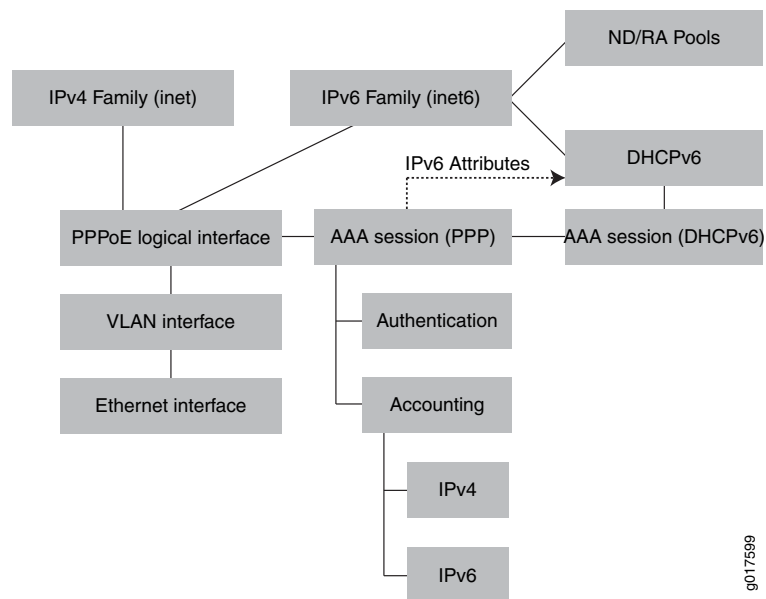 ND/RA Pools
IPv4 Family (inet)
IPv6 Family (inet6)
DHCPv6
IPv6 Attributes
PPPoE logical interface
AAA session (PPP)
AAA session (DHCPv6)
VLAN interface
Authentication
Ethernet interface
Accounting
IPv4
IPv6
g017599